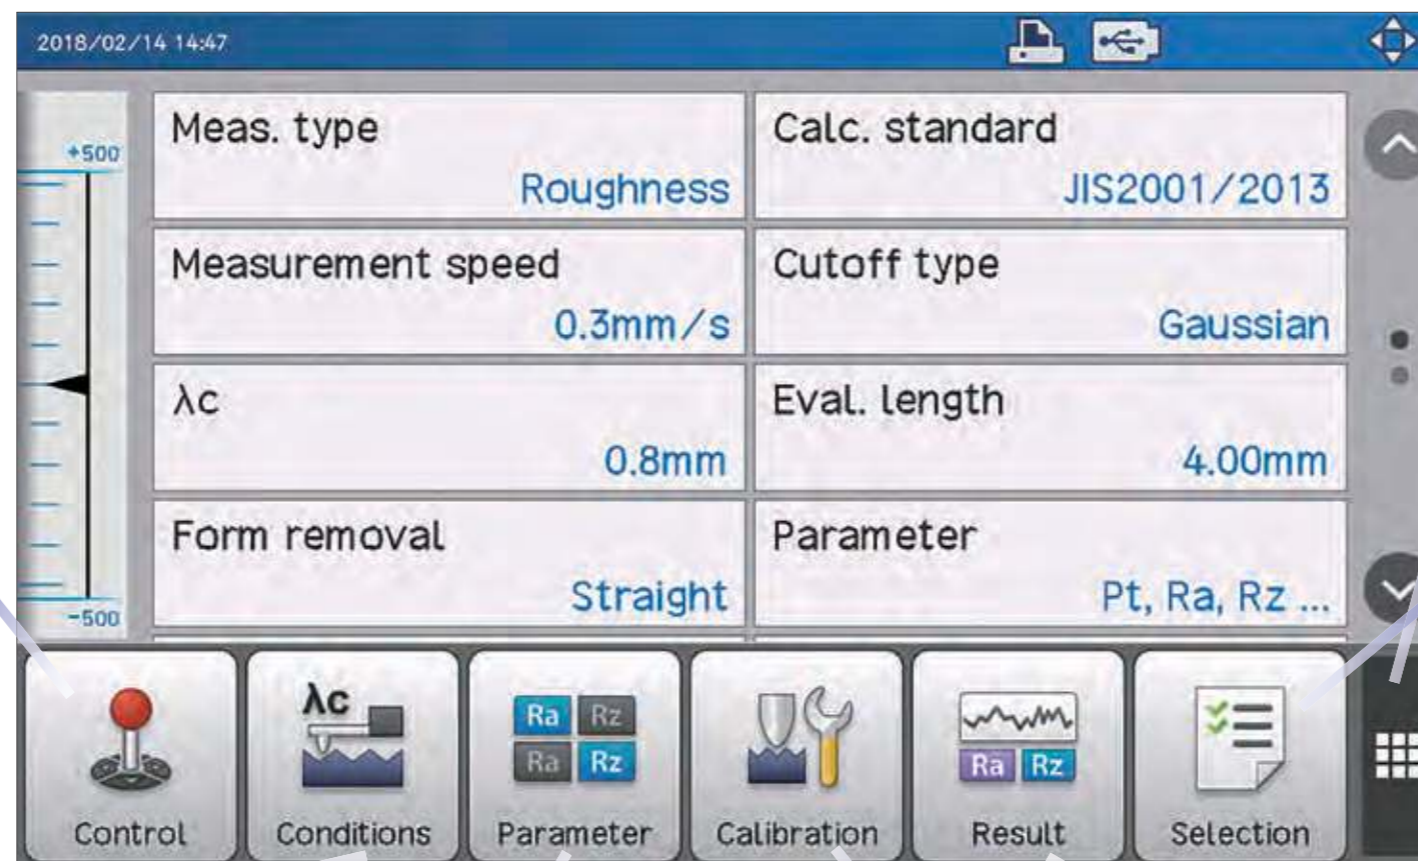 2018/02/14 14:47
+500
-500
Meas. type
Roughness
Calc. standard
JIS2001/2013
Measurement speed
0.3mm/s
Cutoff type
Gaussian
λc
0.8mm
Eval. length
4.00mm
Form removal
Straight
Parameter
Pt, Ra, Rz ...
λc
Ra Rz
Ra Rz
Ra Rz
Control
Conditions
Parameter
Calibration
Result
Selection